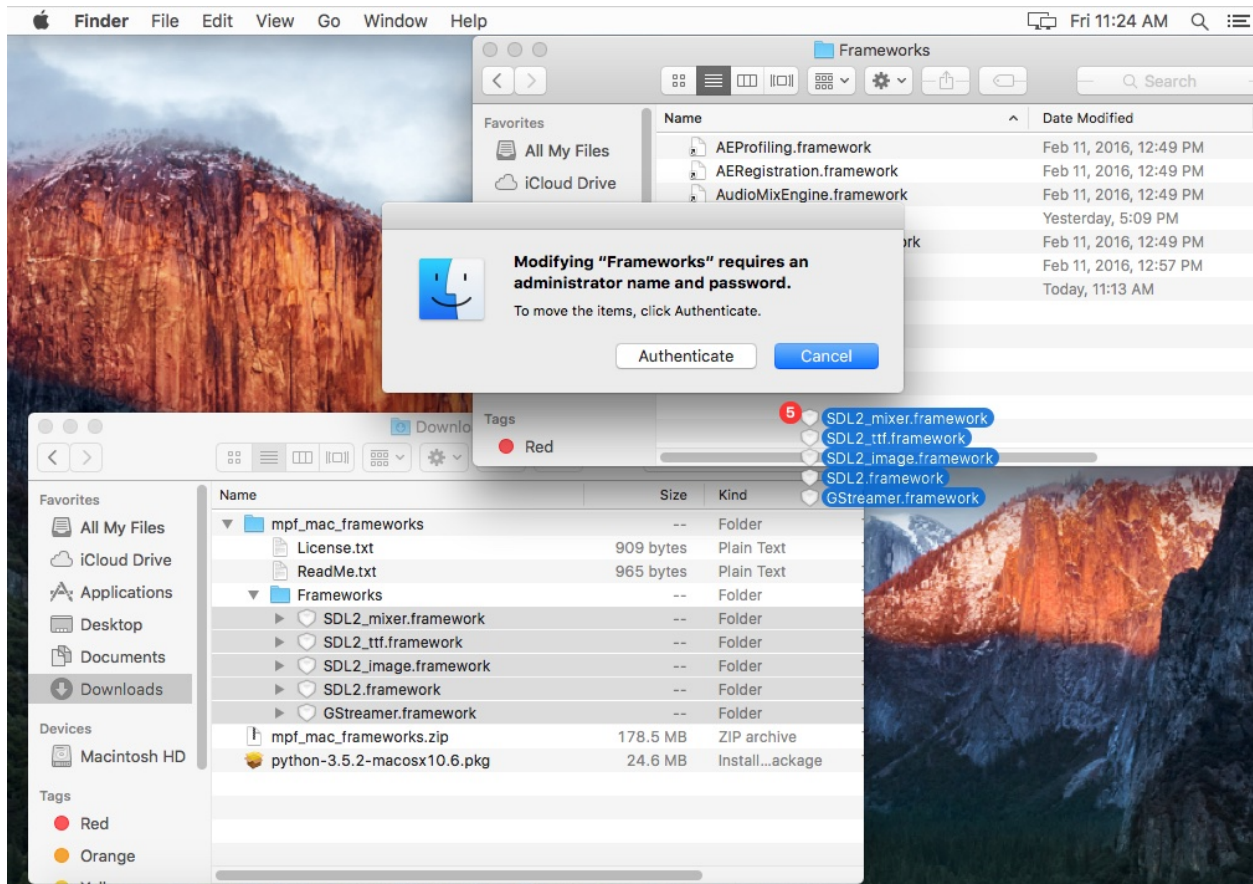 Finder File Edit View Go Window Help Fri 11:24 AM
Frameworks
Search
Favorites
All My Files
iCloud Drive
Name Date Modified
AEProfiling.framework Feb 11, 2016, 12:49 PM
AERegistration.framework Feb 11, 2016, 12:49 PM
AudioMixEngine.framework Feb 11, 2016, 12:49 PM
Yesterday, 5:09 PM
ork Feb 11, 2016, 12:49 PM
Feb 11, 2016, 12:57 PM
Today, 11:13 AM
Modifying “Frameworks” requires an
administrator name and password.
To move the items, click Authenticate.
Authenticate Cancel
Tags
Red
5 SDL2_mixer.framework
SDL2_ttf.framework
SDL2_image.framework
SDL2.framework
GStreamer.framework
Downlo
Favorites
All My Files
iCloud Drive
Applications
Desktop
Documents
Downloads
Devices
Macintosh HD
Tags
Red
Orange
Name Size Kind
mpf_mac_frameworks -- Folder
License.txt 909 bytes Plain Text
ReadMe.txt 965 bytes Plain Text
Frameworks -- Folder
SDL2_mixer.framework -- Folder
SDL2_ttf.framework -- Folder
SDL2_image.framework -- Folder
SDL2.framework -- Folder
GStreamer.framework -- Folder
mpf_mac_frameworks.zip 178.5 MB ZIP archive
python-3.5.2-macosx10.6.pkg 24.6 MB Install...ackage